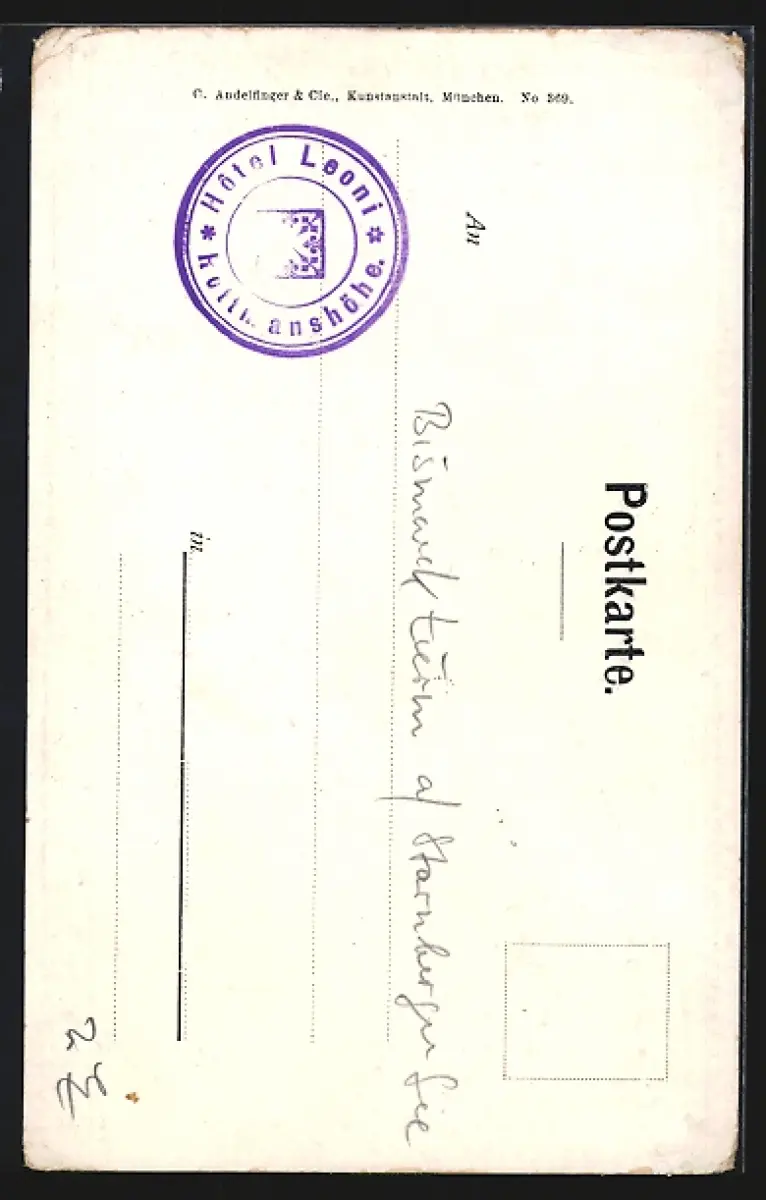 C. Andelfinger & Cie., Kunstanstalt, München. No 369.
Postkarte.
An
Hôtel Leoni
anshöhe.
Bismarckturm a/ Starnberger See
in